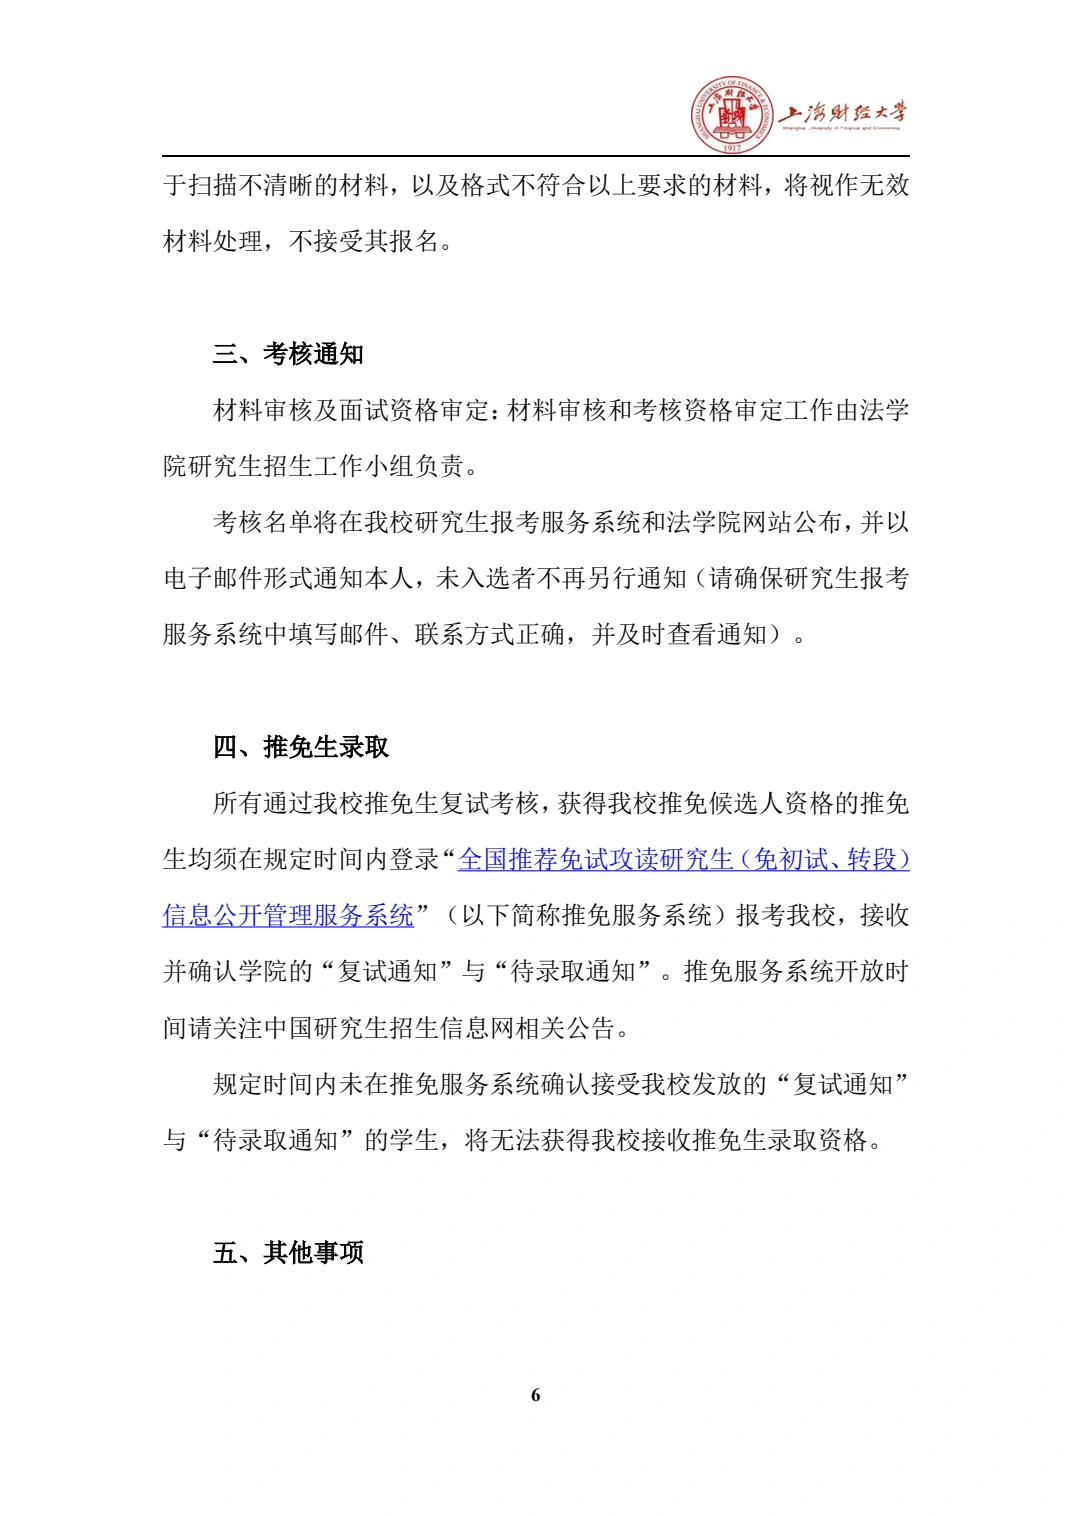 上海财经大学
于扫描不清晰的材料，以及格式不符合以上要求的材料，将视作无效
材料处理，不接受其报名。
三、考核通知
材料审核及面试资格审定：材料审核和考核资格审定工作由法学
院研究生招生工作小组负责。
考核名单将在我校研究生报考服务系统和法学院网站公布，并以
电子邮件形式通知本人，未入选者不再另行通知（请确保研究生报考
服务系统中填写邮件、联系方式正确，并及时查看通知）。
四、推免生录取
所有通过我校推免生复试考核，获得我校推免候选人资格的推免
生均须在规定时间内登录“全国推荐免试攻读研究生（免初试、转段）
信息公开管理服务系统”（以下简称推免服务系统）报考我校，接收
并确认学院的“复试通知”与“待录取通知”。推免服务系统开放时
间请关注中国研究生招生信息网相关公告。
规定时间内未在推免服务系统确认接受我校发放的“复试通知”
与“待录取通知”的学生，将无法获得我校接收推免生录取资格。
五、其他事项
6